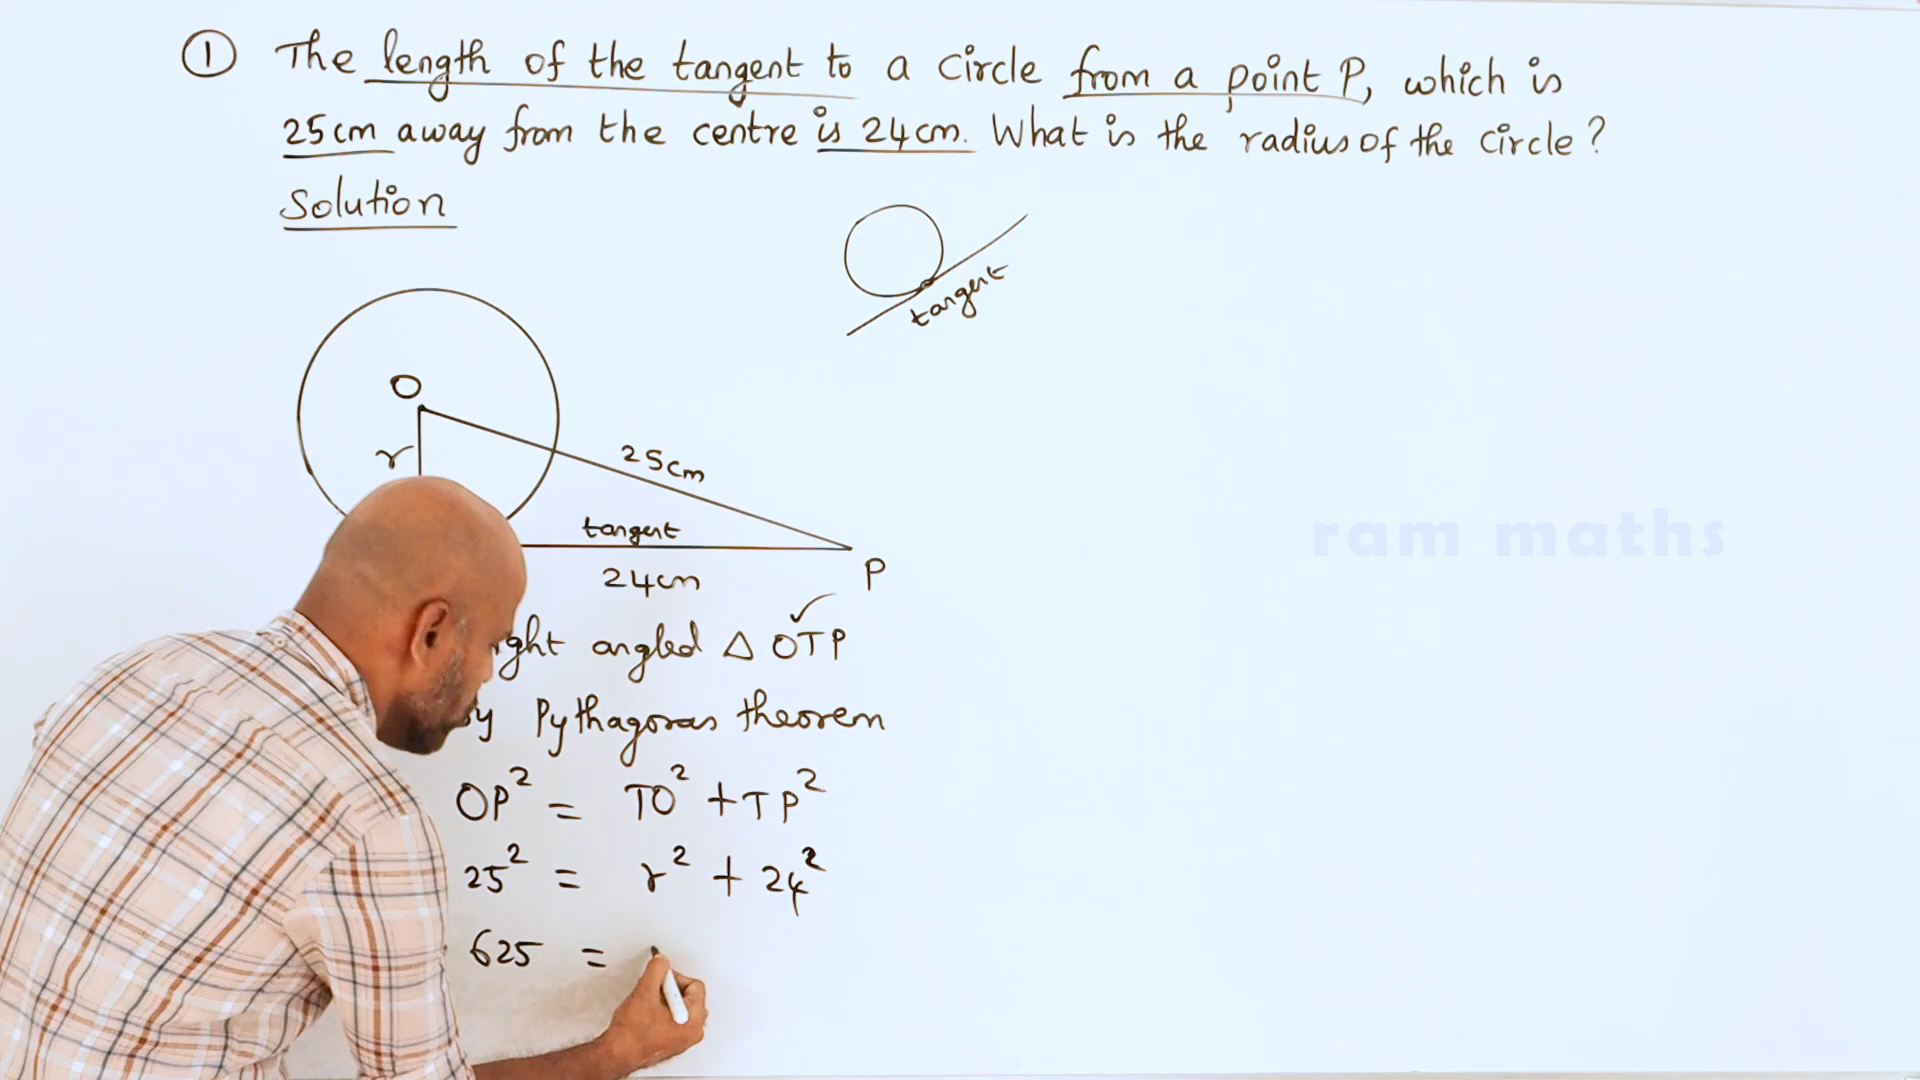 1 The length of the tangent to a circle from a point P, which is
25cm away from the centre is 24cm. What is the radius of the circle?
Solution
tangent
O
r
25cm
tangent
24cm
P
angled △ OTP
Pythagoras theorem
OP² = TO² + TP²
25² = r² + 24²
625 =
ram maths